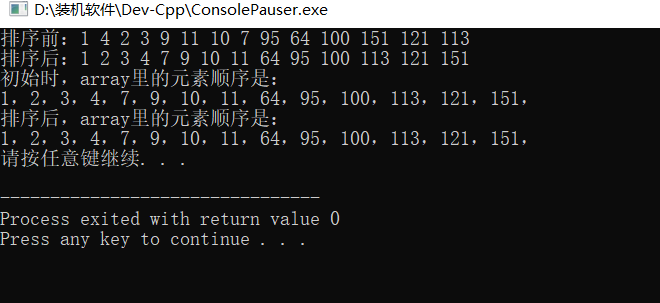 D:\装机软件\Dev-Cpp\ConsolePauser.exe
排序前：1 4 2 3 9 11 10 7 95 64 100 151 121 113
排序后：1 2 3 4 7 9 10 11 64 95 100 113 121 151
初始时，array里的元素顺序是：
1，2，3，4，7，9，10，11，64，95，100，113，121，151，
排序后，array里的元素顺序是：
1，2，3，4，7，9，10，11，64，95，100，113，121，151，
请按任意键继续. . .
--------------------------------
Process exited with return value 0
Press any key to continue . . .